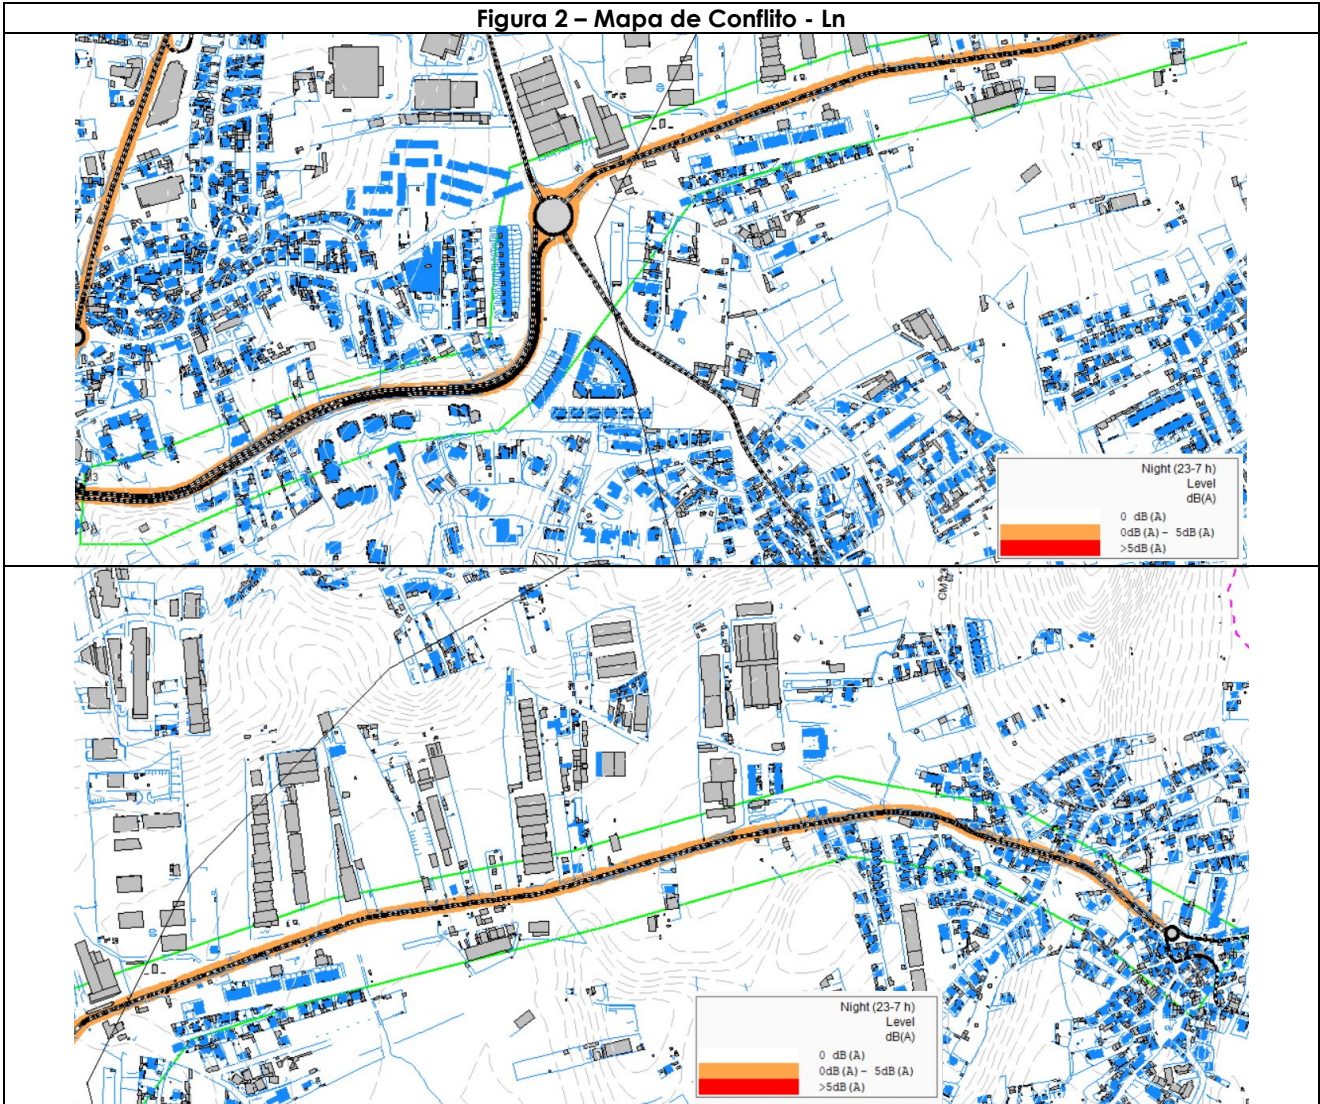 Figura 2 – Mapa de Conflito - Ln
Night (23-7 h)
Level
dB(A)
0 dB(A)
0dB(A) - 5dB(A)
>5dB(A)
Night (23-7 h)
Level
dB(A)
0 dB(A)
0dB(A) - 5dB(A)
>5dB(A)